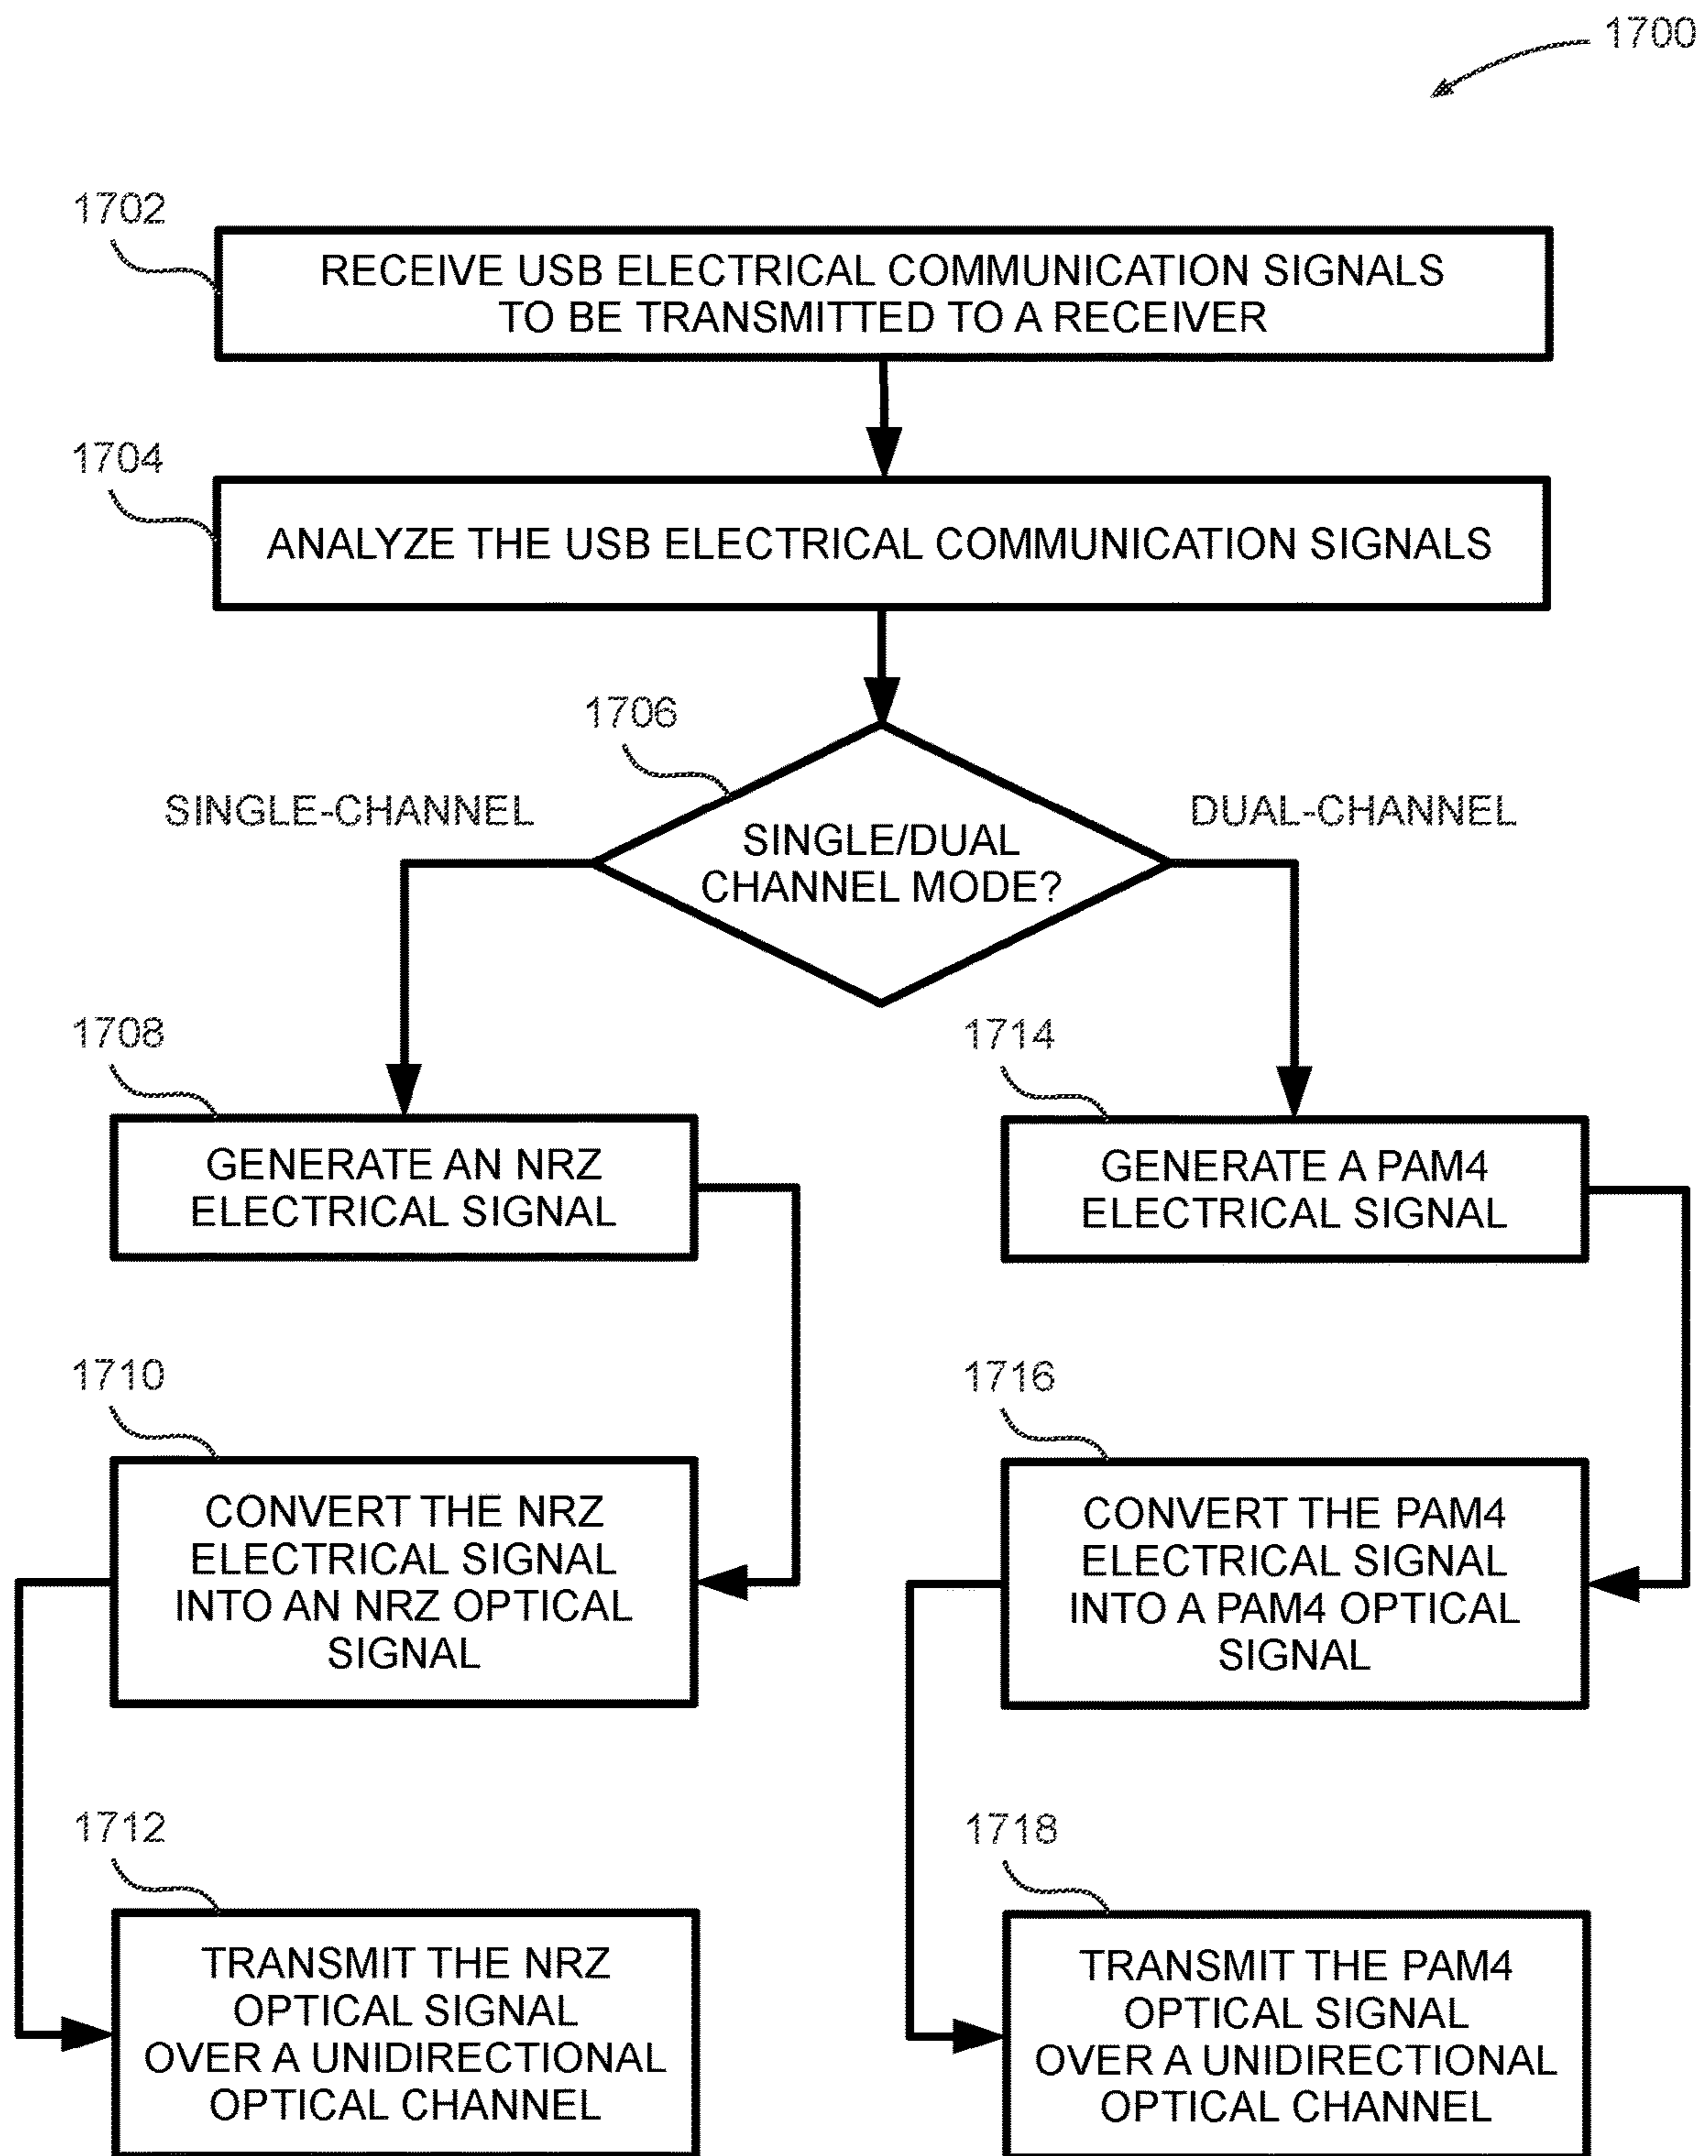 1700
1702
RECEIVE USB ELECTRICAL COMMUNICATION SIGNALS
TO BE TRANSMITTED TO A RECEIVER
1704
ANALYZE THE USB ELECTRICAL COMMUNICATION SIGNALS
1706
SINGLE-CHANNEL
DUAL-CHANNEL
SINGLE/DUAL
CHANNEL MODE?
1708
GENERATE AN NRZ
ELECTRICAL SIGNAL
1710
CONVERT THE NRZ
ELECTRICAL SIGNAL
INTO AN NRZ OPTICAL
SIGNAL
1712
TRANSMIT THE NRZ
OPTICAL SIGNAL
OVER A UNIDIRECTIONAL
OPTICAL CHANNEL
1714
GENERATE A PAM4
ELECTRICAL SIGNAL
1716
CONVERT THE PAM4
ELECTRICAL SIGNAL
INTO A PAM4 OPTICAL
SIGNAL
1718
TRANSMIT THE PAM4
OPTICAL SIGNAL
OVER A UNIDIRECTIONAL
OPTICAL CHANNEL